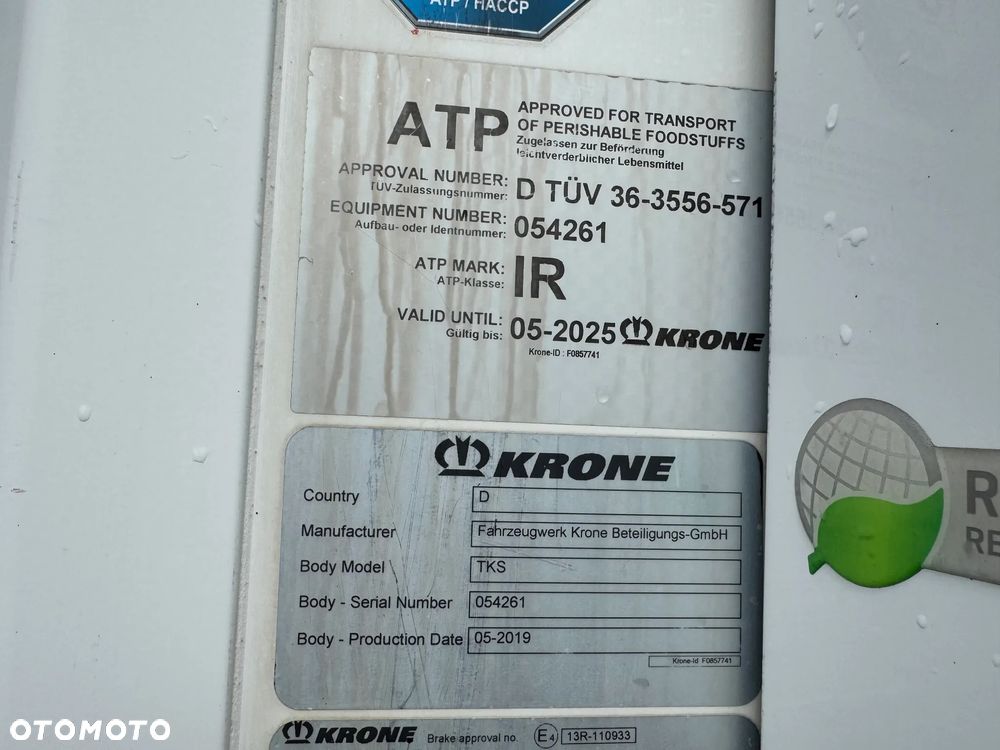 ATP / HACCP
ATP
APPROVED FOR TRANSPORT
OF PERISHABLE FOODSTUFFS
Zugelassen zur Beförderung
leichtverderblicher Lebensmittel
APPROVAL NUMBER: D TÜV 36-3556-571
TÜV-Zulassungsnummer:
EQUIPMENT NUMBER: 054261
Aufbau- oder Identnummer:
ATP MARK: IR
ATP-Klasse:
VALID UNTIL: 05-2025 KRONE
Gültig bis:
Krone-ID : F0857741
KRONE
Country D
Manufacturer Fahrzeugwerk Krone Beteiligungs-GmbH
Body Model TKS
Body - Serial Number 054261
Body - Production Date 05-2019
Krone-Id F0857741
KRONE Brake approval no. E4 13R-110933
OTOMOTO